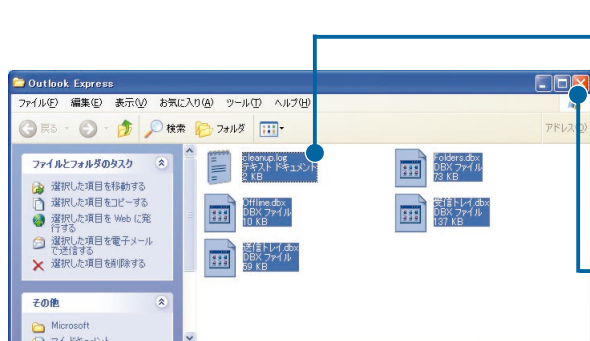 Outlook Express
ファイル(F) 編集(E) 表示(V) お気に入り(A) ツール(T) ヘルプ(H)
戻る 検索 フォルダ アドレス(D)
ファイルとフォルダのタスク
選択した項目を移動する
選択した項目をコピーする
選択した項目を Web に発
行する
選択した項目を電子メール
で送信する
選択した項目を削除する
その他
Microsoft
マイ ドキュメント
cleanup.log
テキスト ドキュメント
2 KB
Folders.dbx
DBX ファイル
73 KB
Offline.dbx
DBX ファイル
10 KB
受信トレイ.dbx
DBX ファイル
137 KB
送信トレイ.dbx
DBX ファイル
59 KB